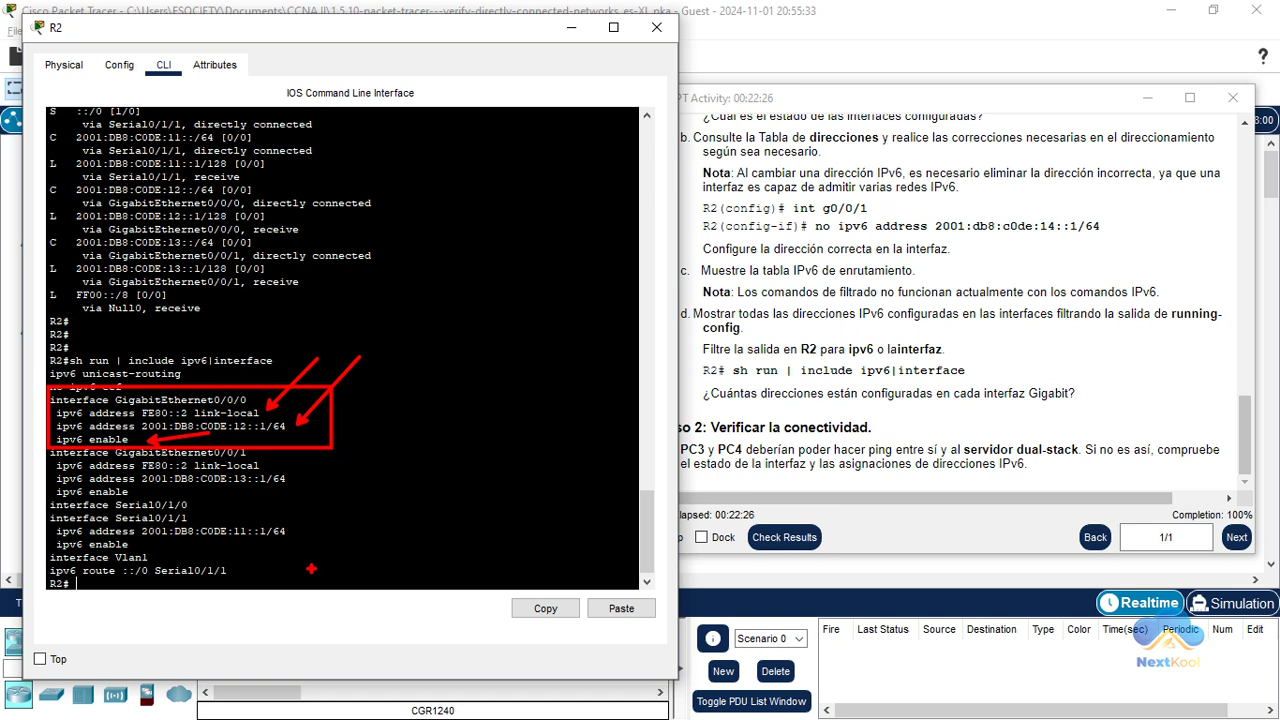 Cisco Packet Tracer - C:\Users\ESOCIETY\Documents\CCNA II\1.5.10-packet-tracer---verify-directly-connected-networks_es-XL.pka - Guest - 2024-11-01 20:55:33
R2
Physical Config CLI Attributes
IOS Command Line Interface
S ::/0 [1/0]
via Serial0/1/1, directly connected
C 2001:DB8:C0DE:11::/64 [0/0]
via Serial0/1/1, directly connected
L 2001:DB8:C0DE:11::1/128 [0/0]
via Serial0/1/1, receive
C 2001:DB8:C0DE:12::/64 [0/0]
via GigabitEthernet0/0/0, directly connected
L 2001:DB8:C0DE:12::1/128 [0/0]
via GigabitEthernet0/0/0, receive
C 2001:DB8:C0DE:13::/64 [0/0]
via GigabitEthernet0/0/1, directly connected
L 2001:DB8:C0DE:13::1/128 [0/0]
via GigabitEthernet0/0/1, receive
L FF00::/8 [0/0]
via Null0, receive
R2#
R2#
R2#
R2#sh run | include ipv6|interface
ipv6 unicast-routing
no ipv6 cef
interface GigabitEthernet0/0/0
ipv6 address FE80::2 link-local
ipv6 address 2001:DB8:C0DE:12::1/64
ipv6 enable
interface GigabitEthernet0/0/1
ipv6 address FE80::2 link-local
ipv6 address 2001:DB8:C0DE:13::1/64
ipv6 enable
interface Serial0/1/0
interface Serial0/1/1
ipv6 address 2001:DB8:C0DE:11::1/64
ipv6 enable
interface Vlan1
ipv6 route ::/0 Serial0/1/1
R2#
Copy Paste
Top
CGR1240
PT Activity: 00:22:26
¿Cuál es el estado de las interfaces configuradas?
b. Consulte la Tabla de direcciones y realice las correcciones necesarias en el direccionamiento
según sea necesario.
Nota: Al cambiar una dirección IPv6, es necesario eliminar la dirección incorrecta, ya que una
interfaz es capaz de admitir varias redes IPv6.
R2(config)# int g0/0/1
R2(config-if)# no ipv6 address 2001:db8:c0de:14::1/64
Configure la dirección correcta en la interfaz.
c. Muestre la tabla IPv6 de enrutamiento.
Nota: Los comandos de filtrado no funcionan actualmente con los comandos IPv6.
d. Mostrar todas las direcciones IPv6 configuradas en las interfaces filtrando la salida de running-
config.
Filtre la salida en R2 para ipv6 o lainterfaz.
R2# sh run | include ipv6|interface
¿Cuántas direcciones están configuradas en cada interfaz Gigabit?
so 2: Verificar la conectividad.
PC3 y PC4 deberían poder hacer ping entre sí y al servidor dual-stack. Si no es así, compruebe
el estado de la interfaz y las asignaciones de direcciones IPv6.
lapsed: 00:22:26 Completion: 100%
Dock Check Results Back 1/1 Next
Realtime Simulation
Scenario 0
New Delete
Toggle PDU List Window
Fire Last Status Source Destination Type Color Time(sec) Periodic Num Edit
NextKool